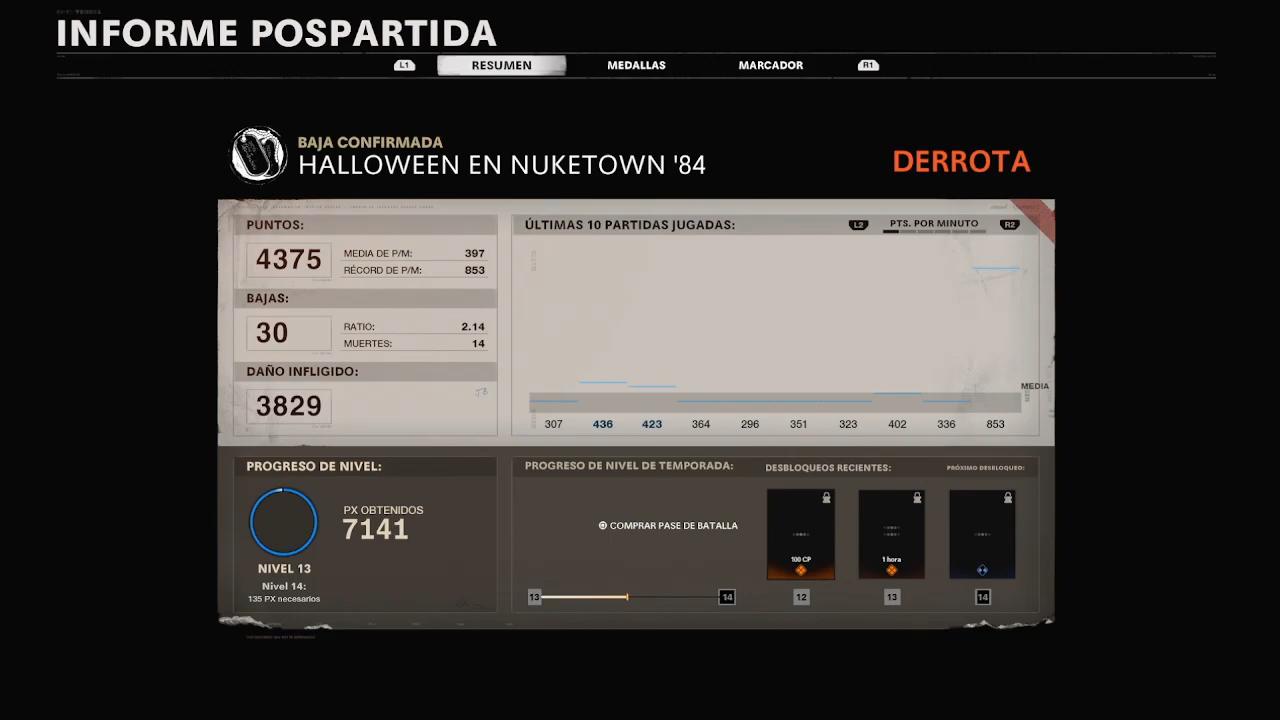 INFORME POSPARTIDA
L1 RESUMEN MEDALLAS MARCADOR R1
BAJA CONFIRMADA
HALLOWEEN EN NUKETOWN '84
DERROTA
PUNTOS:
4375
MEDIA DE P/M: 397
RÉCORD DE P/M: 853
BAJAS:
30
RATIO: 2.14
MUERTES: 14
DAÑO INFLIGIDO:
3829
ÚLTIMAS 10 PARTIDAS JUGADAS:
L2 PTS. POR MINUTO R2
MEDIA
307 436 423 364 296 351 323 402 336 853
PROGRESO DE NIVEL:
PX OBTENIDOS
7141
NIVEL 13
Nivel 14:
135 PX necesarios
PROGRESO DE NIVEL DE TEMPORADA:
COMPRAR PASE DE BATALLA
13 14
DESBLOQUEOS RECIENTES:
PRÓXIMO DESBLOQUEO:
100 CP
1 hora
12 13 14